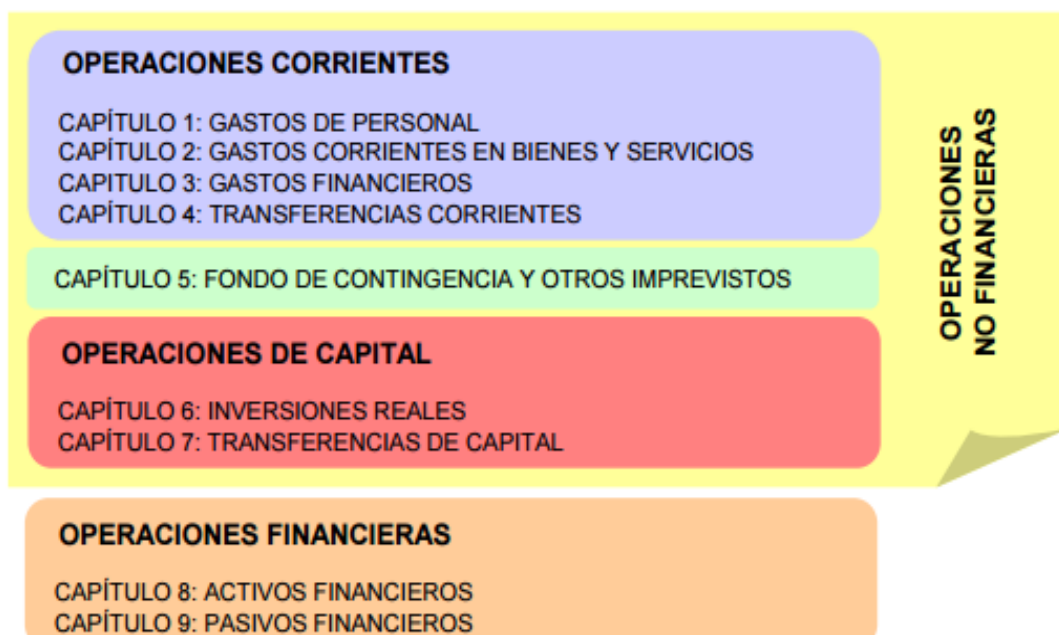 OPERACIONES CORRIENTES
CAPÍTULO 1: GASTOS DE PERSONAL
CAPÍTULO 2: GASTOS CORRIENTES EN BIENES Y SERVICIOS
CAPITULO 3: GASTOS FINANCIEROS
CAPÍTULO 4: TRANSFERENCIAS CORRIENTES
CAPÍTULO 5: FONDO DE CONTINGENCIA Y OTROS IMPREVISTOS
OPERACIONES DE CAPITAL
CAPÍTULO 6: INVERSIONES REALES
CAPÍTULO 7: TRANSFERENCIAS DE CAPITAL
OPERACIONES
NO FINANCIERAS
OPERACIONES FINANCIERAS
CAPÍTULO 8: ACTIVOS FINANCIEROS
CAPÍTULO 9: PASIVOS FINANCIEROS